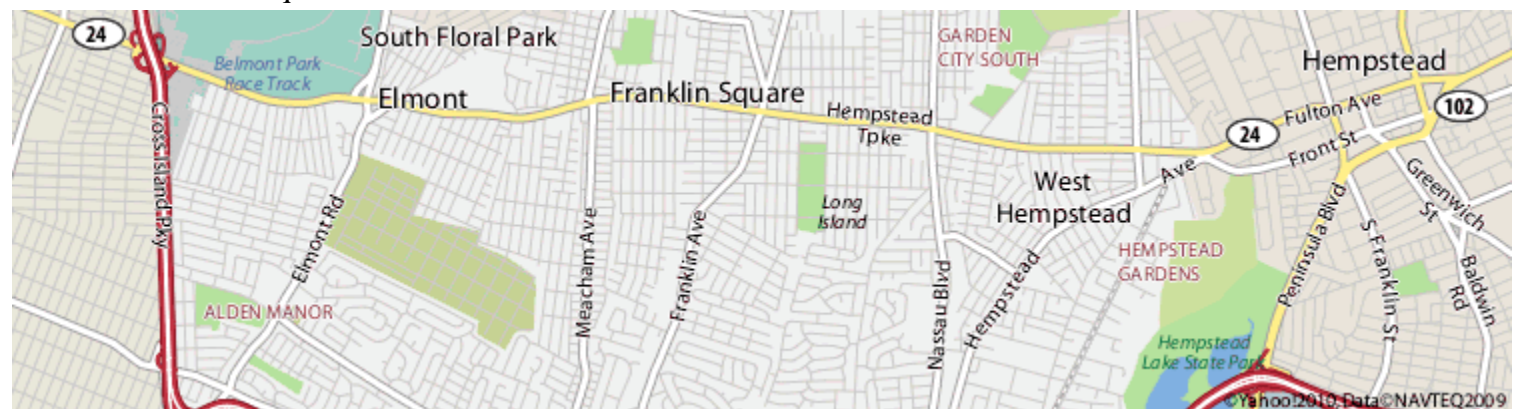 24
South Floral Park
Belmont Park
Race Track
Elmont
Franklin Square
Hempstead
Tpke
GARDEN
CITY SOUTH
Hempstead
Fulton Ave
102
24
Front St
Cross Island Pky
Elmont Rd
Meacham Ave
Franklin Ave
Long
Island
West
Hempstead
Ave
Greenwich
St
HEMPSTEAD
GARDENS
Peninsula Blvd
S Franklin St
Baldwin
Rd
ALDEN MANOR
Nassau Blvd
Hempstead
Hempstead
Lake State Park
©Yahoo!2010,Data©NAVTEQ2009